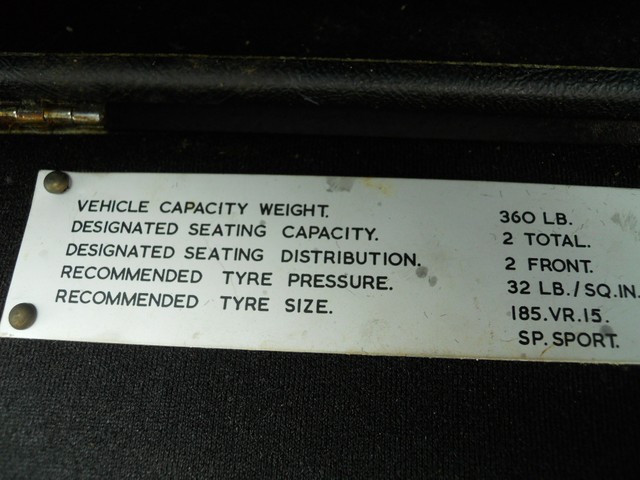 VEHICLE CAPACITY WEIGHT. 360 LB.
DESIGNATED SEATING CAPACITY. 2 TOTAL.
DESIGNATED SEATING DISTRIBUTION. 2 FRONT.
RECOMMENDED TYRE PRESSURE. 32 LB./SQ.IN.
RECOMMENDED TYRE SIZE. 185.VR.15.
SP.SPORT.